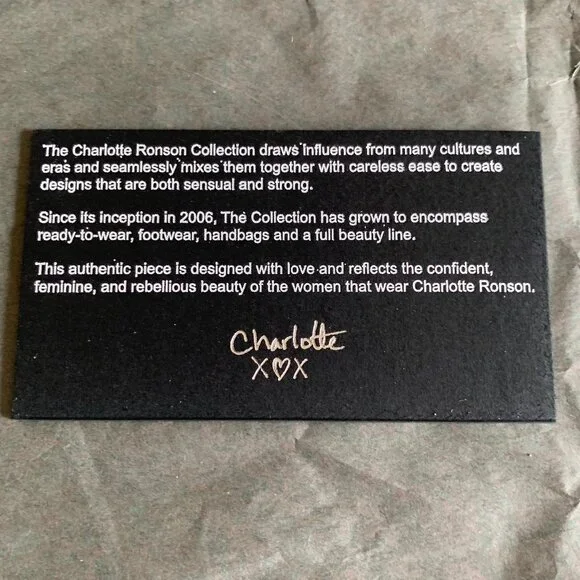 The Charlotte Ronson Collection draws influence from many cultures and
eras and seamlessly mixes them together with careless ease to create
designs that are both sensual and strong.
Since its inception in 2006, The Collection has grown to encompass
ready-to-wear, footwear, handbags and a full beauty line.
This authentic piece is designed with love and reflects the confident,
feminine, and rebellious beauty of the women that wear Charlotte Ronson.
Charlotte
X♡X